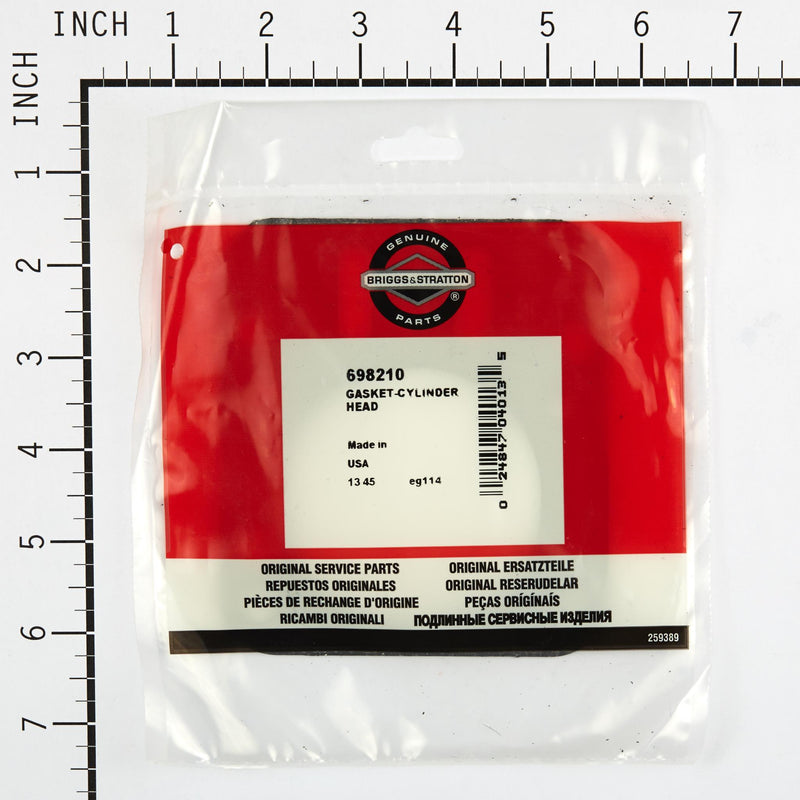 INCH 1 2 3 4 5 6 7
INCH
1
2
3
4
5
6
7
GENUINE
BRIGGS&STRATTON
®
PARTS
698210
GASKET-CYLINDER
HEAD
Made in
USA
13 45 eg114
0 24847 04013 5
ORIGINAL SERVICE PARTS ORIGINAL ERSATZTEILE
REPUESTOS ORIGINALES ORIGINAL RESERUDELAR
PIÈCES DE RECHANGE D'ORIGINE PEÇAS ORÍGÍNAÍS
RICAMBI ORIGINALI ПОДЛИННЫЕ СЕРВИСНЫЕ ИЗДЕЛИЯ
259389